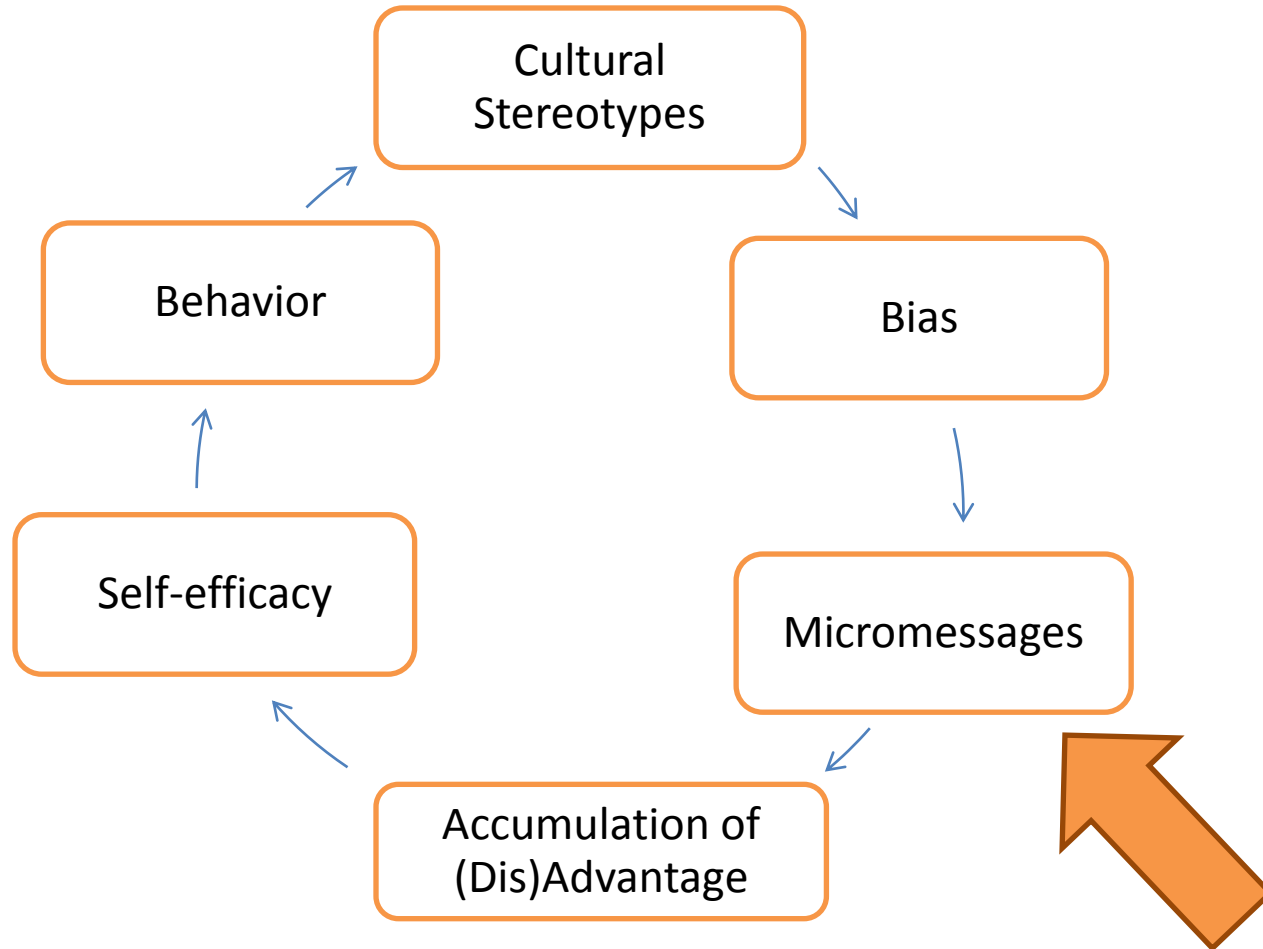 Cultural
Stereotypes
Bias
Micromessages
Accumulation of
(Dis)Advantage
Self-efficacy
Behavior